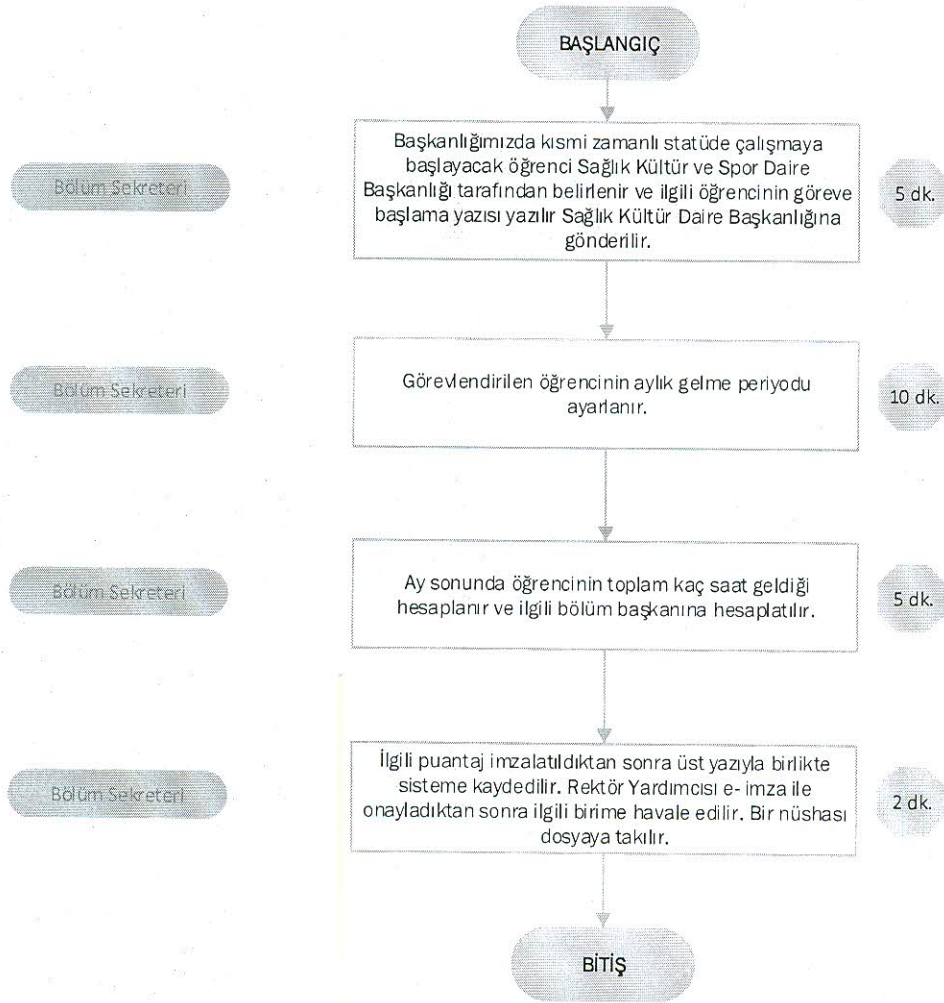 BAŞLANGIÇ
Bölüm Sekreteri
Başkanlığımızda kısmi zamanlı statüde çalışmaya
başlayacak öğrenci Sağlık Kültür ve Spor Daire
Başkanlığı tarafından belirlenir ve ilgili öğrencinin göreve
başlama yazısı yazılır Sağlık Kültür Daire Başkanlığına
gönderilir.
5 dk.
Bölüm Sekreteri
Görevlendirilen öğrencinin aylık gelme periyodu
ayarlanır.
10 dk.
Bölüm Sekreteri
Ay sonunda öğrencinin toplam kaç saat geldiği
hesaplanır ve ilgili bölüm başkanına hesaplatılır.
5 dk.
Bölüm Sekreteri
İlgili puantaj imzalatıldıktan sonra üst yazıyla birlikte
sisteme kaydedilir. Rektör Yardımcısı e- imza ile
onayladıktan sonra ilgili birime havale edilir. Bir nüshası
dosyaya takılır.
2 dk.
BİTİŞ